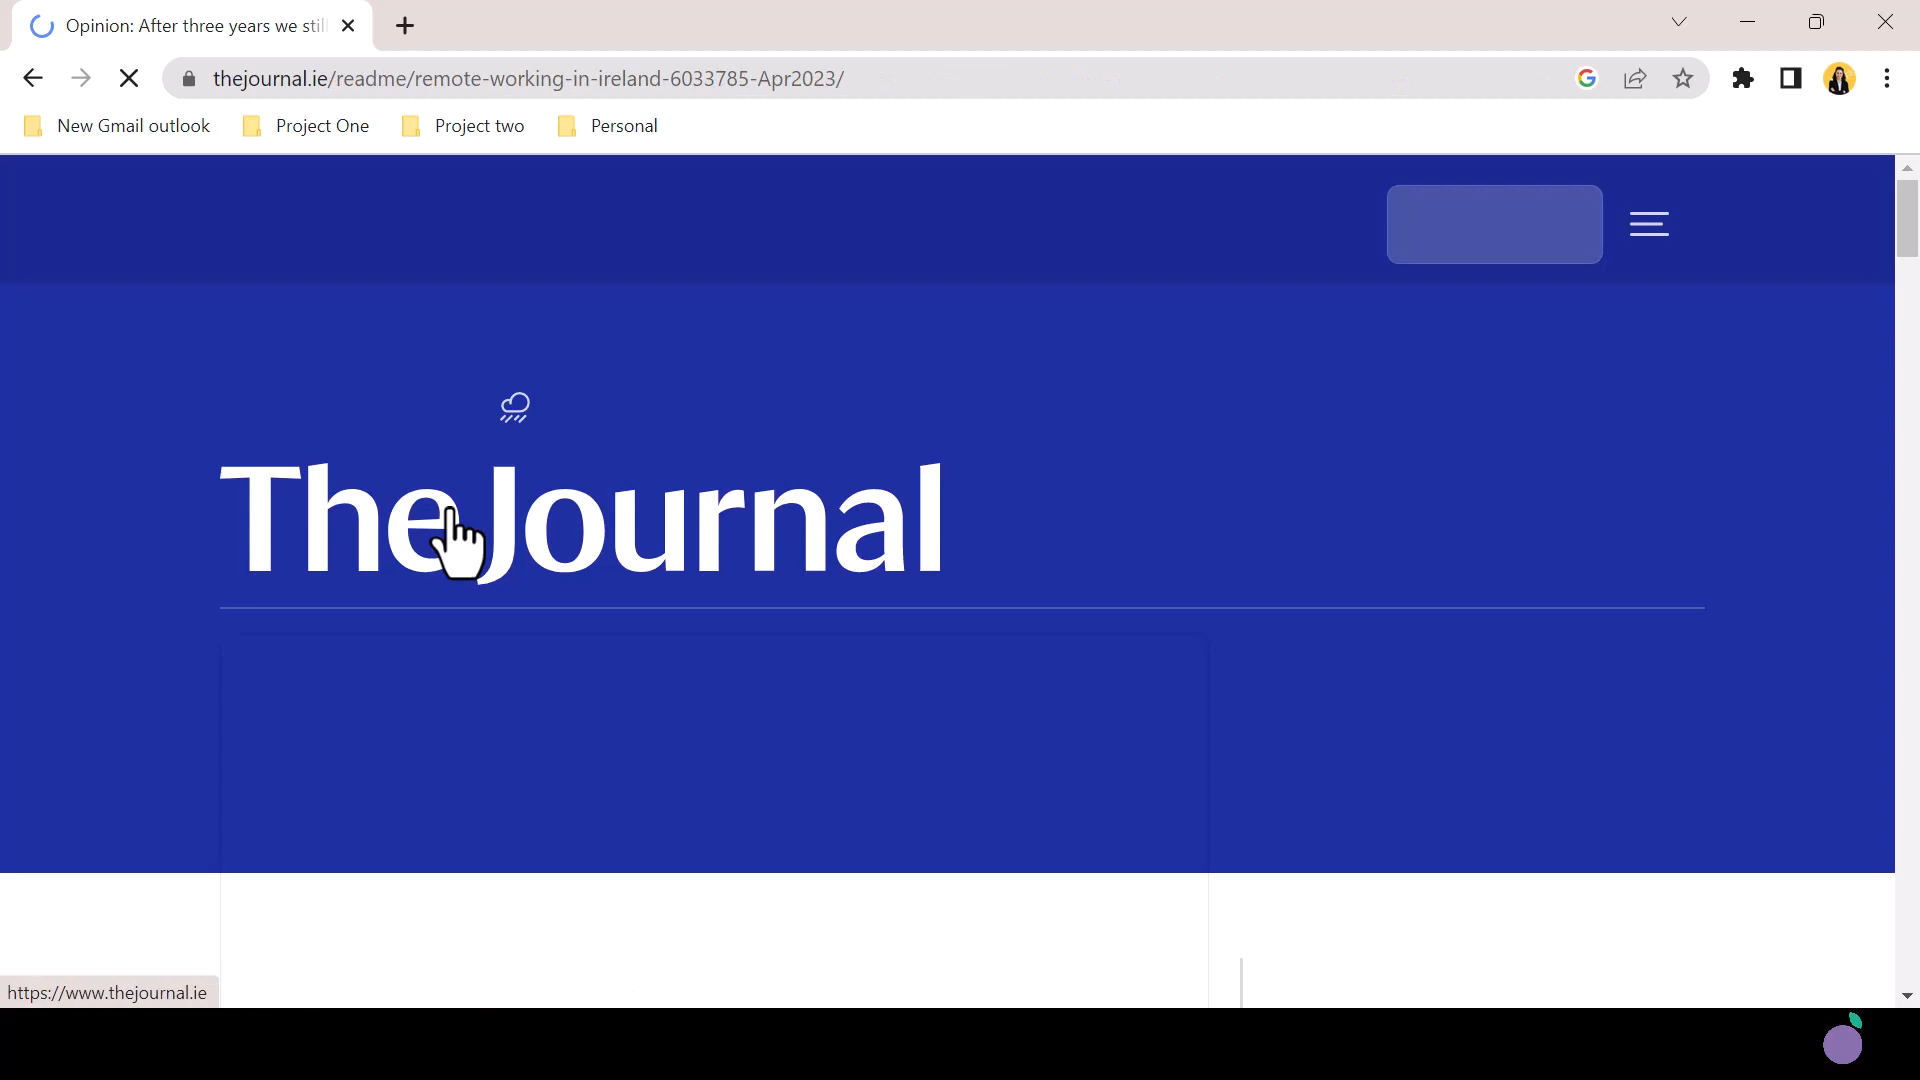 Opinion: After three years we stil
thejournal.ie/readme/remote-working-in-ireland-6033785-Apr2023/
New Gmail outlook
Project One
Project two
Personal
TheJournal
https://www.thejournal.ie